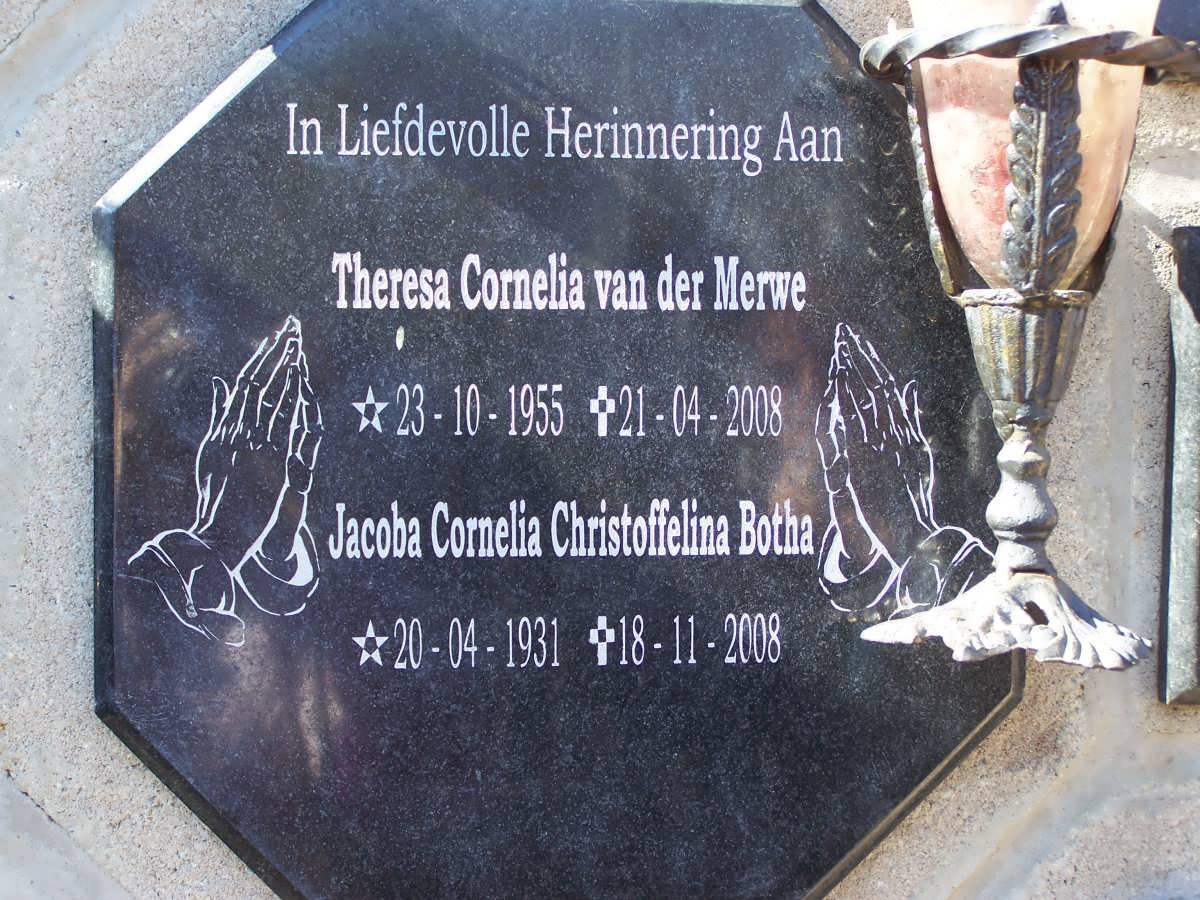 In Liefdevolle Herinnering Aan
Theresa Cornelia van der Merwe
★ 23 - 10 - 1955 ✝ 21 - 04 - 2008
Jacoba Cornelia Christoffelina Botha
★ 20 - 04 - 1931 ✝ 18 - 11 - 2008